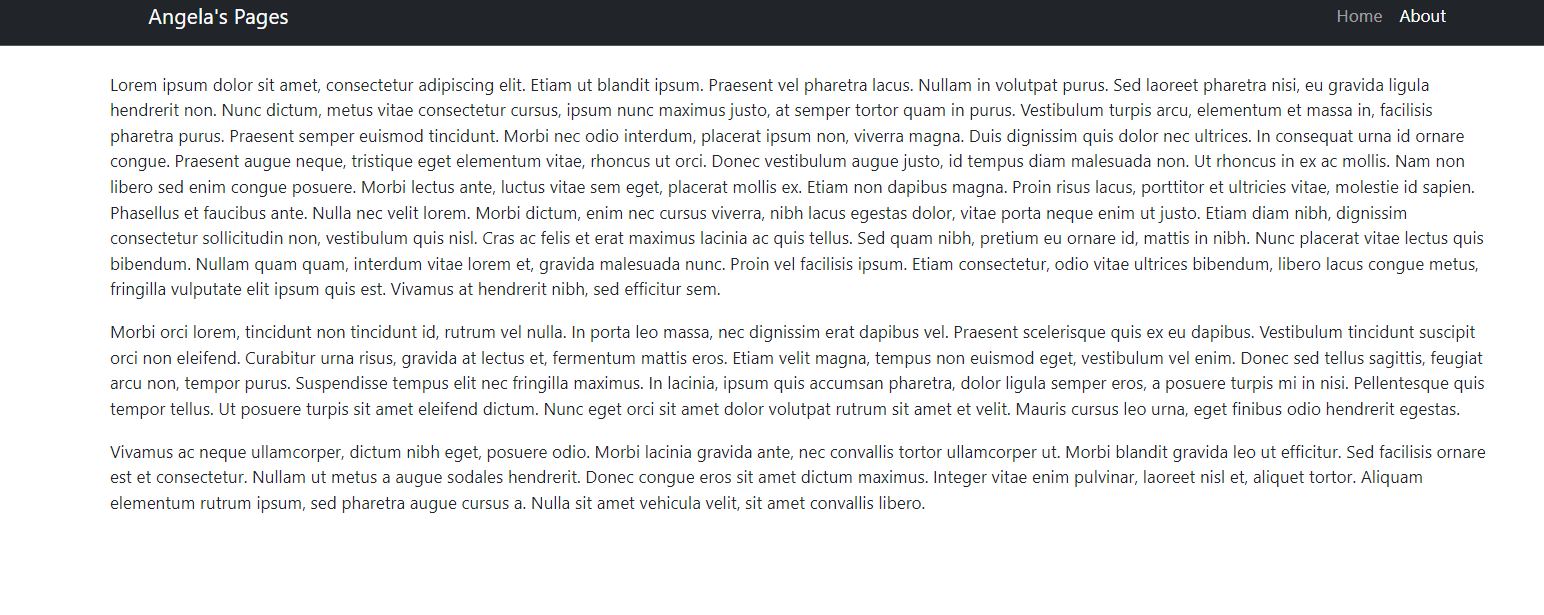 Angela's Pages
Home About
Lorem ipsum dolor sit amet, consectetur adipiscing elit. Etiam ut blandit ipsum. Praesent vel pharetra lacus. Nullam in volutpat purus. Sed laoreet pharetra nisi, eu gravida ligula
hendrerit non. Nunc dictum, metus vitae consectetur cursus, ipsum nunc maximus justo, at semper tortor quam in purus. Vestibulum turpis arcu, elementum et massa in, facilisis
pharetra purus. Praesent semper euismod tincidunt. Morbi nec odio interdum, placerat ipsum non, viverra magna. Duis dignissim quis dolor nec ultrices. In consequat urna id ornare
congue. Praesent augue neque, tristique eget elementum vitae, rhoncus ut orci. Donec vestibulum augue justo, id tempus diam malesuada non. Ut rhoncus in ex ac mollis. Nam non
libero sed enim congue posuere. Morbi lectus ante, luctus vitae sem eget, placerat mollis ex. Etiam non dapibus magna. Proin risus lacus, porttitor et ultricies vitae, molestie id sapien.
Phasellus et faucibus ante. Nulla nec velit lorem. Morbi dictum, enim nec cursus viverra, nibh lacus egestas dolor, vitae porta neque enim ut justo. Etiam diam nibh, dignissim
consectetur sollicitudin non, vestibulum quis nisl. Cras ac felis et erat maximus lacinia ac quis tellus. Sed quam nibh, pretium eu ornare id, mattis in nibh. Nunc placerat vitae lectus quis
bibendum. Nullam quam quam, interdum vitae lorem et, gravida malesuada nunc. Proin vel facilisis ipsum. Etiam consectetur, odio vitae ultrices bibendum, libero lacus congue metus,
fringilla vulputate elit ipsum quis est. Vivamus at hendrerit nibh, sed efficitur sem.
Morbi orci lorem, tincidunt non tincidunt id, rutrum vel nulla. In porta leo massa, nec dignissim erat dapibus vel. Praesent scelerisque quis ex eu dapibus. Vestibulum tincidunt suscipit
orci non eleifend. Curabitur urna risus, gravida at lectus et, fermentum mattis eros. Etiam velit magna, tempus non euismod eget, vestibulum vel enim. Donec sed tellus sagittis, feugiat
arcu non, tempor purus. Suspendisse tempus elit nec fringilla maximus. In lacinia, ipsum quis accumsan pharetra, dolor ligula semper eros, a posuere turpis mi in nisi. Pellentesque quis
tempor tellus. Ut posuere turpis sit amet eleifend dictum. Nunc eget orci sit amet dolor volutpat rutrum sit amet et velit. Mauris cursus leo urna, eget finibus odio hendrerit egestas.
Vivamus ac neque ullamcorper, dictum nibh eget, posuere odio. Morbi lacinia gravida ante, nec convallis tortor ullamcorper ut. Morbi blandit gravida leo ut efficitur. Sed facilisis ornare
est et consectetur. Nullam ut metus a augue sodales hendrerit. Donec congue eros sit amet dictum maximus. Integer vitae enim pulvinar, laoreet nisl et, aliquet tortor. Aliquam
elementum rutrum ipsum, sed pharetra augue cursus a. Nulla sit amet vehicula velit, sit amet convallis libero.